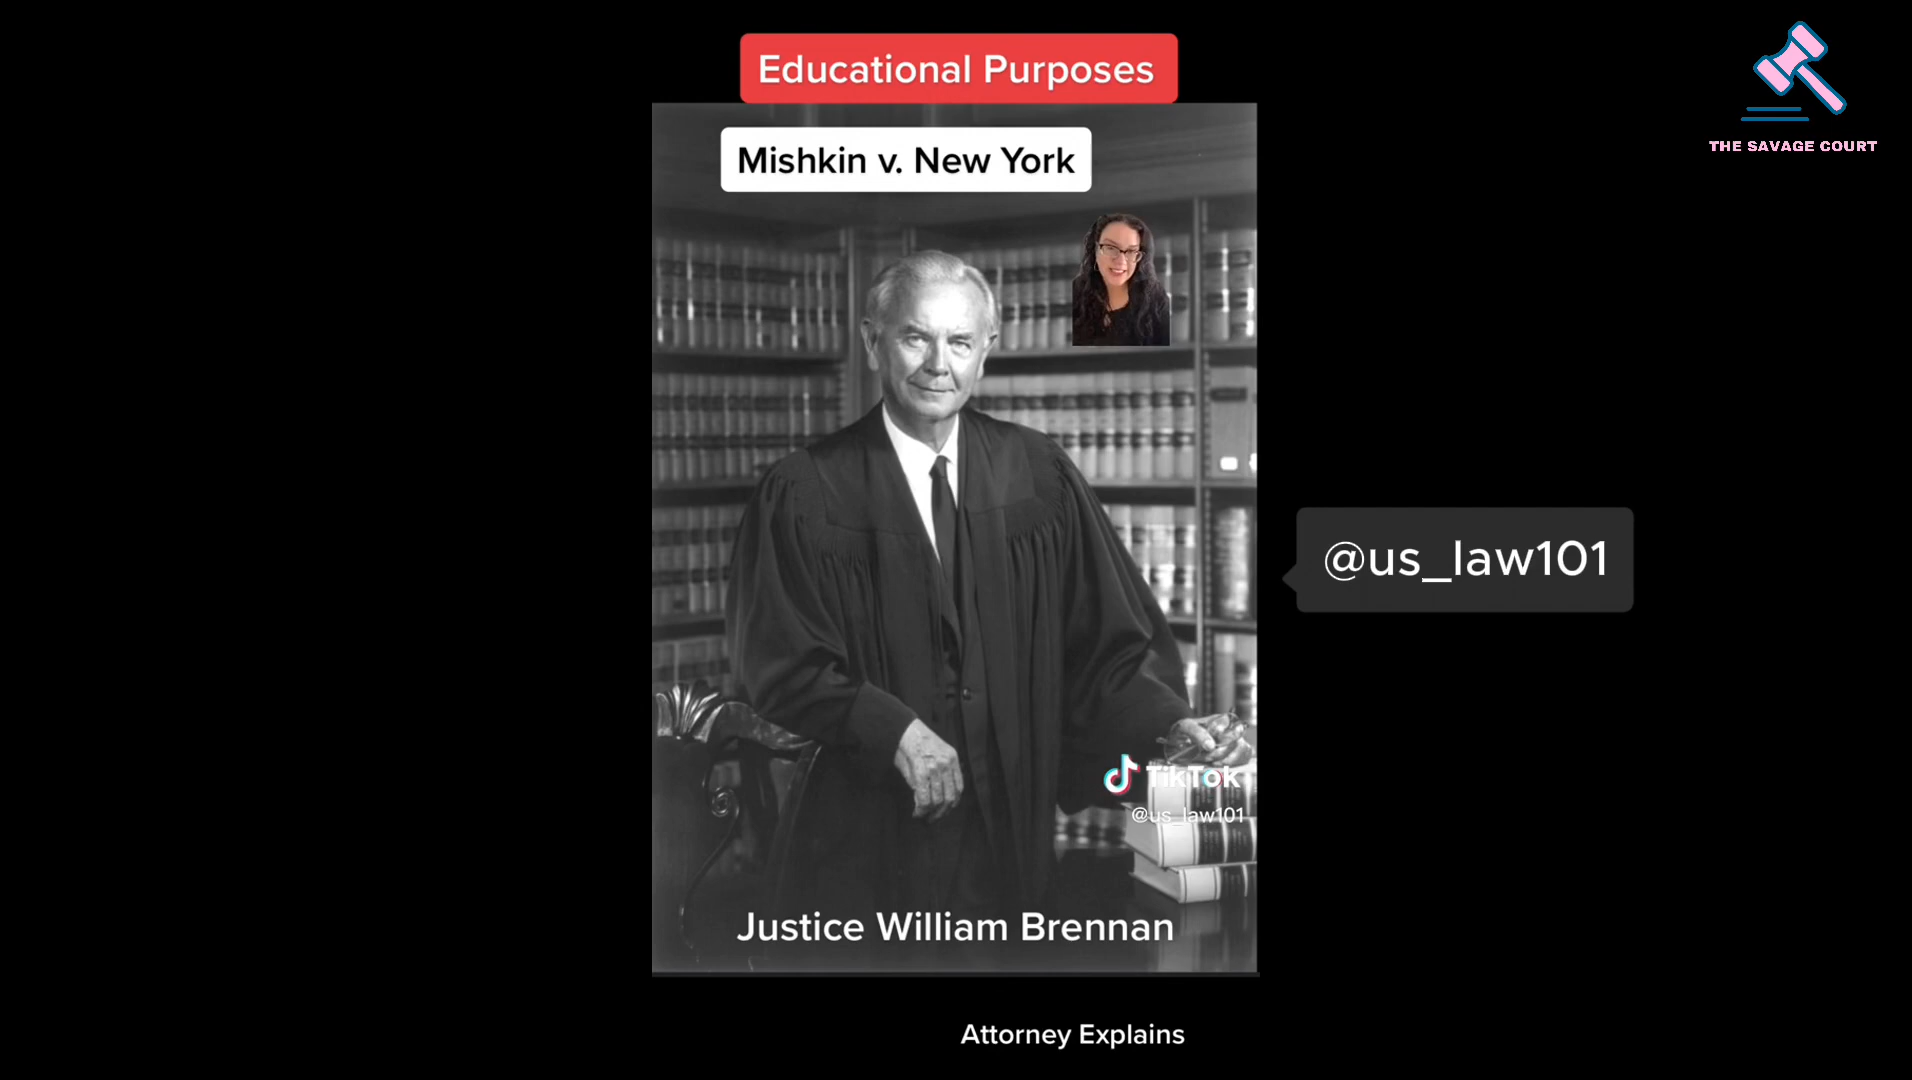 Educational Purposes
THE SAVAGE COURT
Mishkin v. New York
@us_law101
TikTok
@us_law101
Justice William Brennan
Attorney Explains